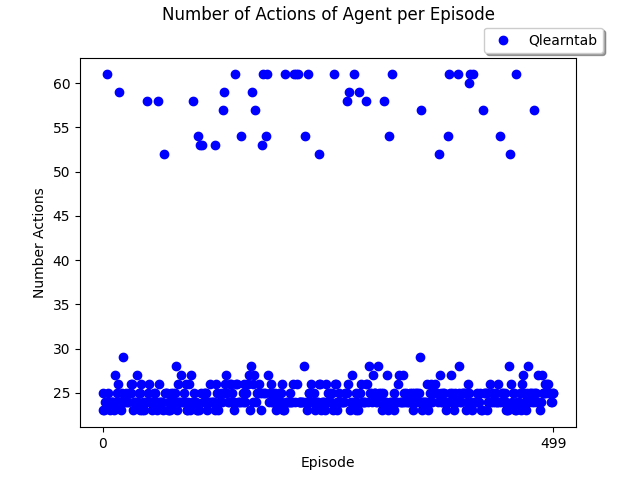 Number of Actions of Agent per Episode
Qlearntab
60
55
50
45
40
35
30
25
Number Actions
0
499
Episode